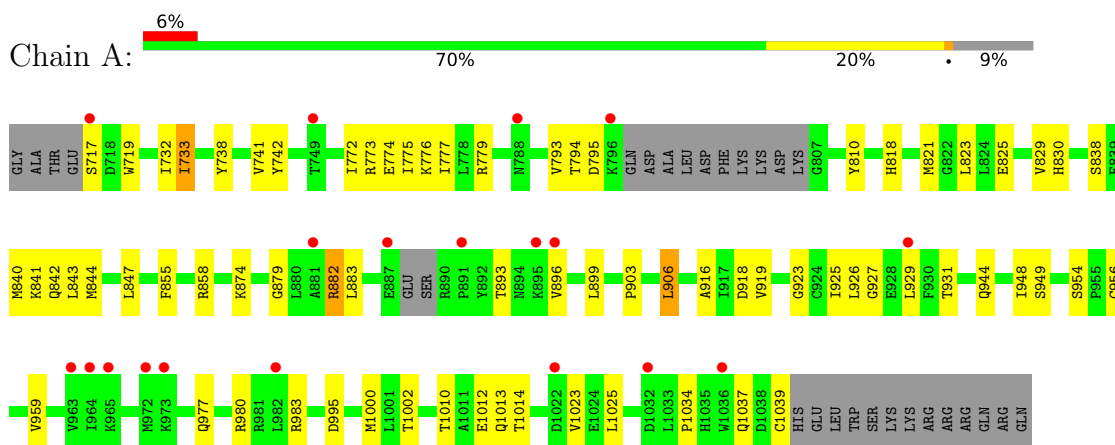 6%
Chain A:
70% 20% • 9%
GLY ALA THR GLU S717 D718 W719 I732 I733 Y738 V741 Y742 T749 I772 R773 E774 I775 K776 I777 L778 R779 N788 V793 T794 D795 K796 GLN ASP ALA LEU ASP PHE LYS LYS ASP LYS G807 Y810 H818 M821 G822 L823 L824 E825 V829 H830 S838 E839
M840 K841 Q842 L843 M844 L847 F855 R858 K874 G879 L880 A881 R882 L883 E887 GLU SER R890 P891 Y892 T893 N894 K895 V896 L899 P903 L906 A916 I917 D918 V919 G923 C924 I925 L926 G927 E928 L929 F930 T931 Q944 I948 S949 S954 P955
V959 V963 I964 K965 M972 K973 Q977 R980 R981 L982 R983 D995 M1000 L1001 T1002 T1010 A1011 E1012 Q1013 T1014 D1022 V1023 E1024 L1025 D1032 L1033 P1034 H1035 W1036 Q1037 D1038 C1039 HIS GLU LEU TRP SER LYS LYS ARG ARG ARG GLN GLN